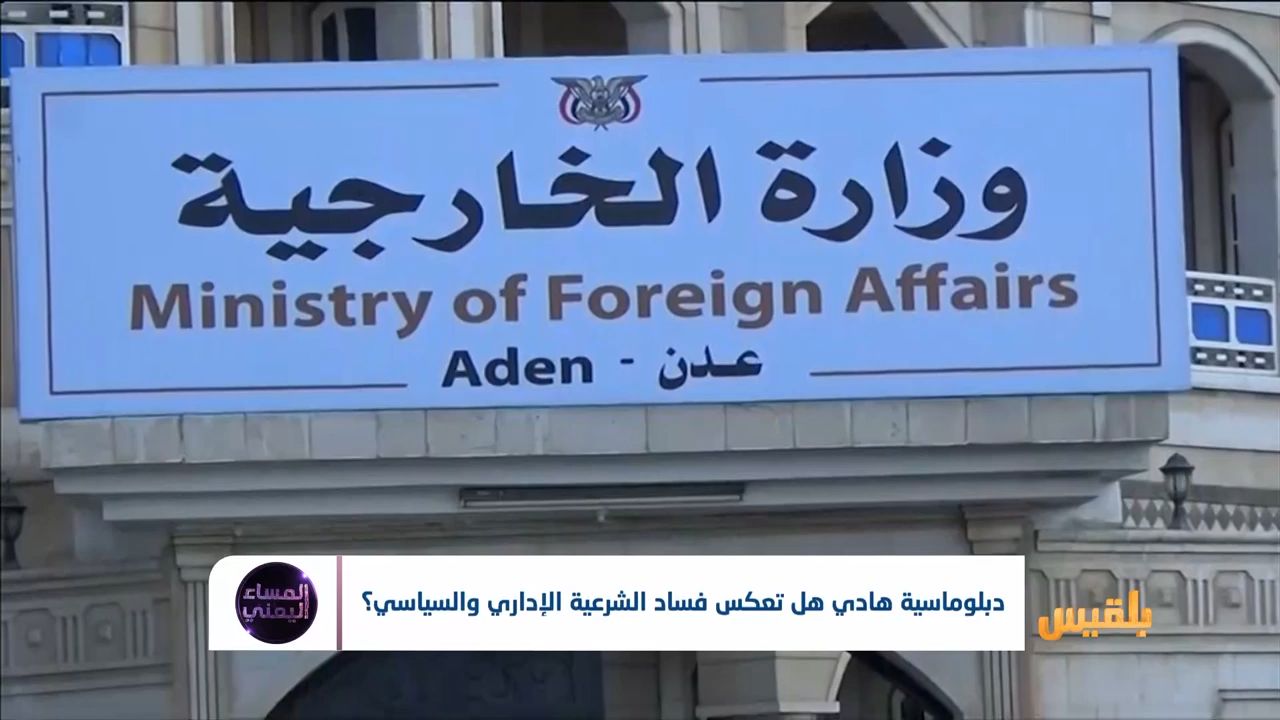 وزارة الخارجية
Ministry of Foreign Affairs
Aden - عدن
دبلوماسية هادي هل تعكس فساد الشرعية الإداري والسياسي؟
المساء
اليمني
بلقيس